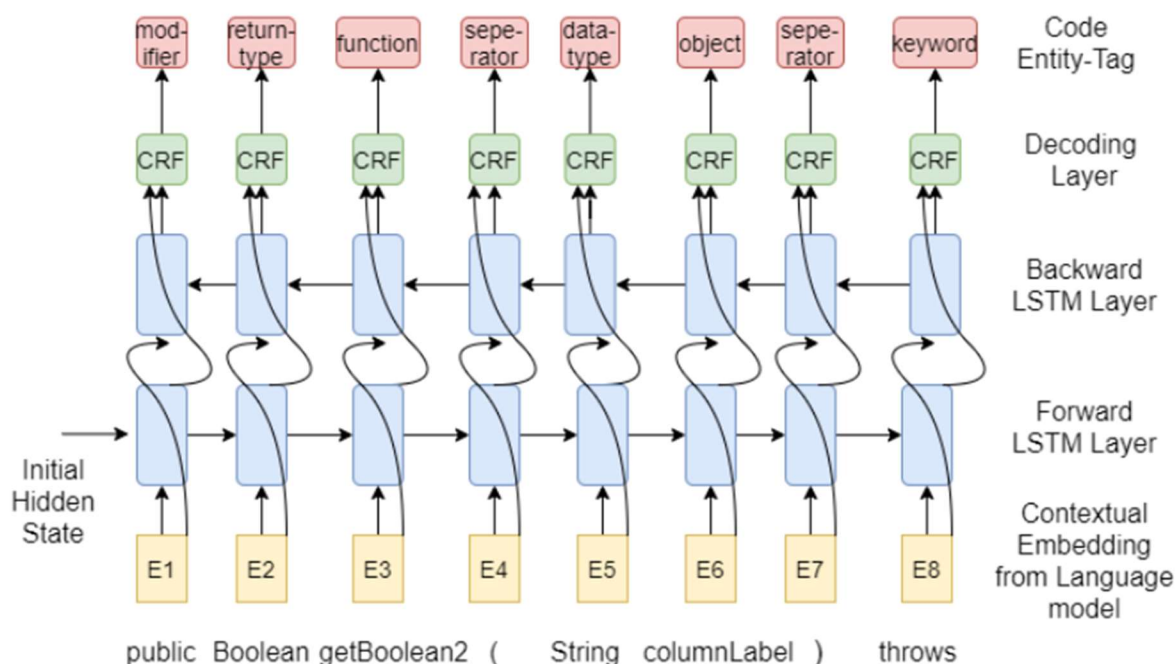 mod-
ifier
return-
type
function
sepe-
rator
data-
type
object
sepe-
rator
keyword
Code
Entity-Tag
CRF CRF CRF CRF CRF CRF CRF CRF
Decoding
Layer
Backward
LSTM Layer
Forward
LSTM Layer
Initial
Hidden
State
E1 E2 E3 E4 E5 E6 E7 E8
Contextual
Embedding
from Language
model
public Boolean getBoolean2 ( String columnLabel ) throws